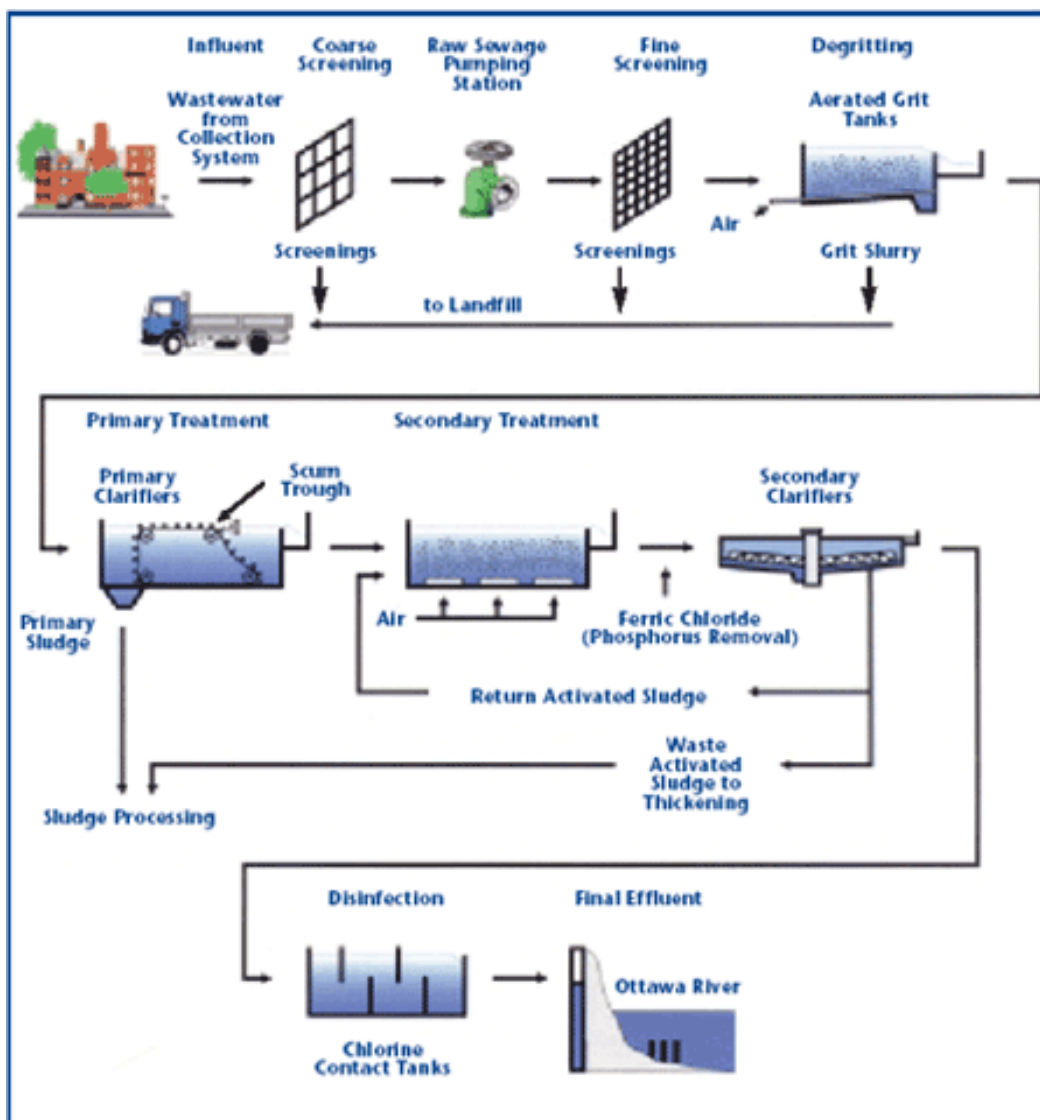 Influent
Coarse
Screening
Raw Sewage
Pumping
Station
Fine
Screening
Degritting
Wastewater
from
Collection
System
Aerated Grit
Tanks
Air
Screenings
Screenings
Grit Slurry
to Landfill
Primary Treatment
Secondary Treatment
Primary
Clarifiers
Scum
Trough
Secondary
Clarifiers
Primary
Sludge
Air
Ferric Chloride
(Phosphorus Removal)
Return Activated Sludge
Waste
Activated
Sludge to
Thickening
Sludge Processing
Disinfection
Final Effluent
Ottawa River
Chlorine
Contact Tanks